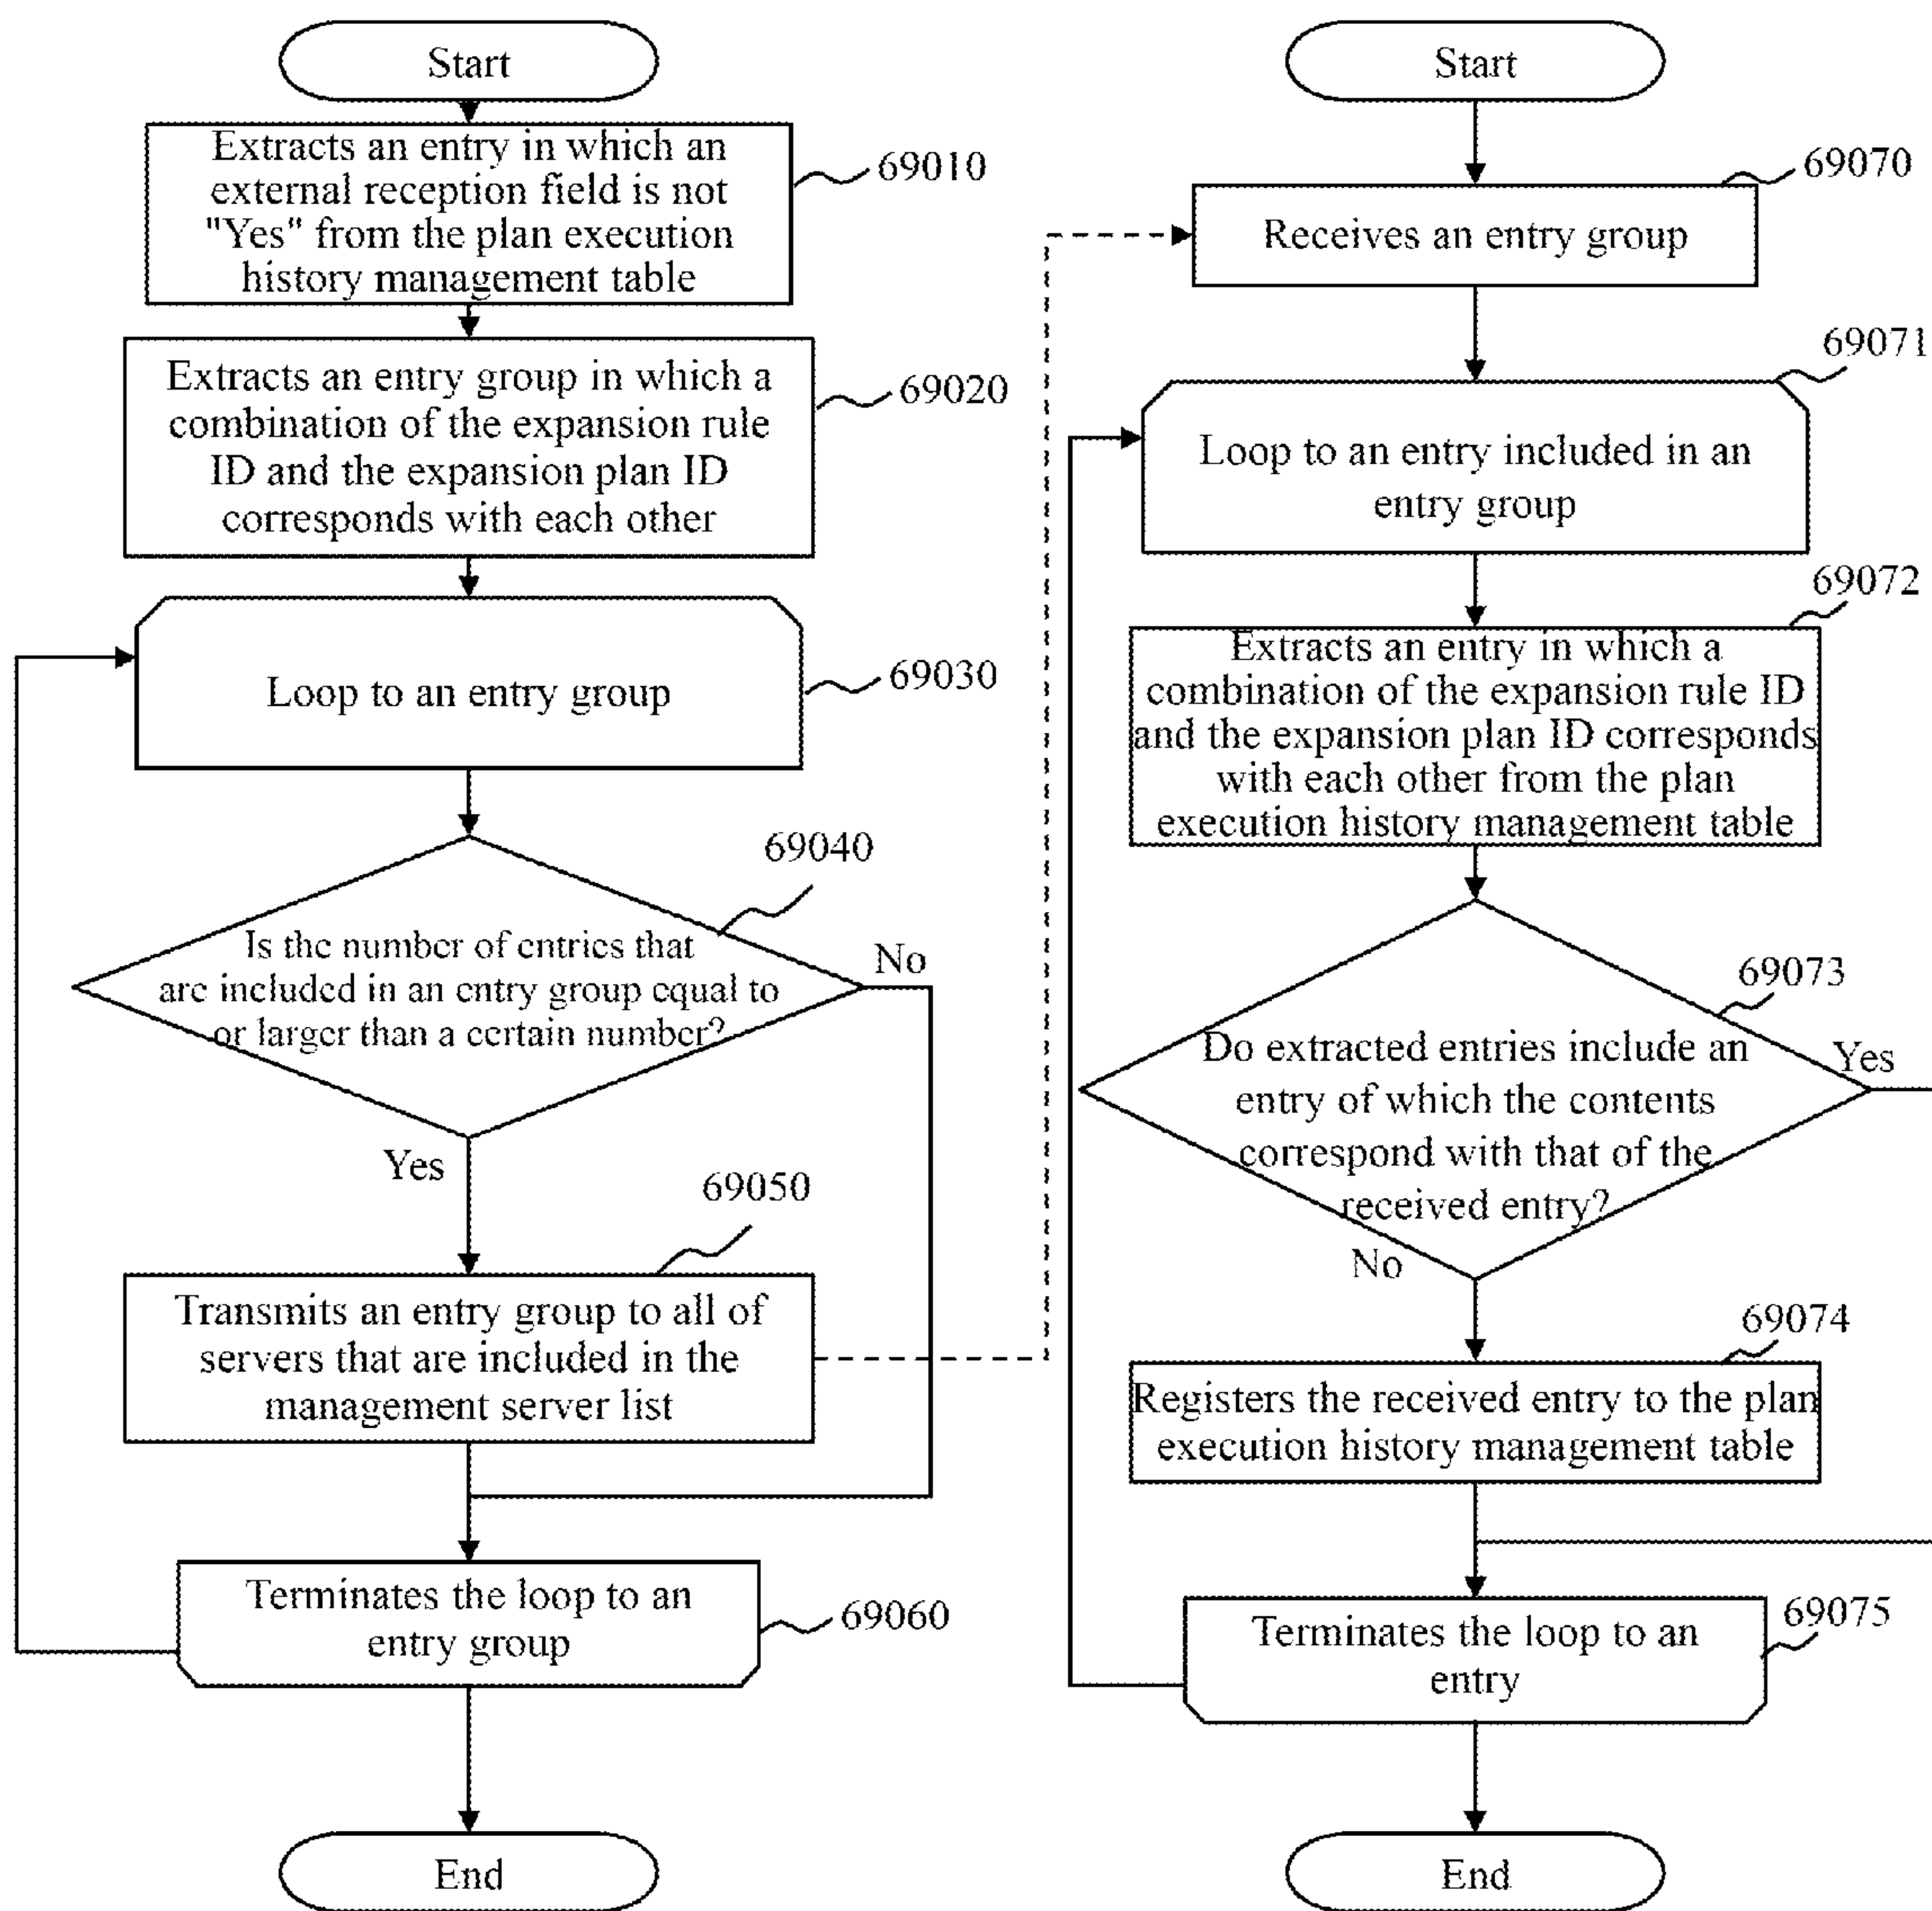 Start
Extracts an entry in which an
external reception field is not
"Yes" from the plan execution
history management table
69010
Extracts an entry group in which a
combination of the expansion rule
ID and the expansion plan ID
corresponds with each other
69020
Loop to an entry group
69030
69040
Is the number of entries that
are included in an entry group equal to
or larger than a certain number?
No
Yes
69050
Transmits an entry group to all of
servers that are included in the
management server list
Terminates the loop to an
entry group
69060
End
Start
69070
Receives an entry group
69071
Loop to an entry included in an
entry group
69072
Extracts an entry in which a
combination of the expansion rule ID
and the expansion plan ID corresponds
with each other from the plan
execution history management table
69073
Do extracted entries include an
entry of which the contents
correspond with that of the
received entry?
Yes
No
69074
Registers the received entry to the plan
execution history management table
Terminates the loop to an
entry
69075
End